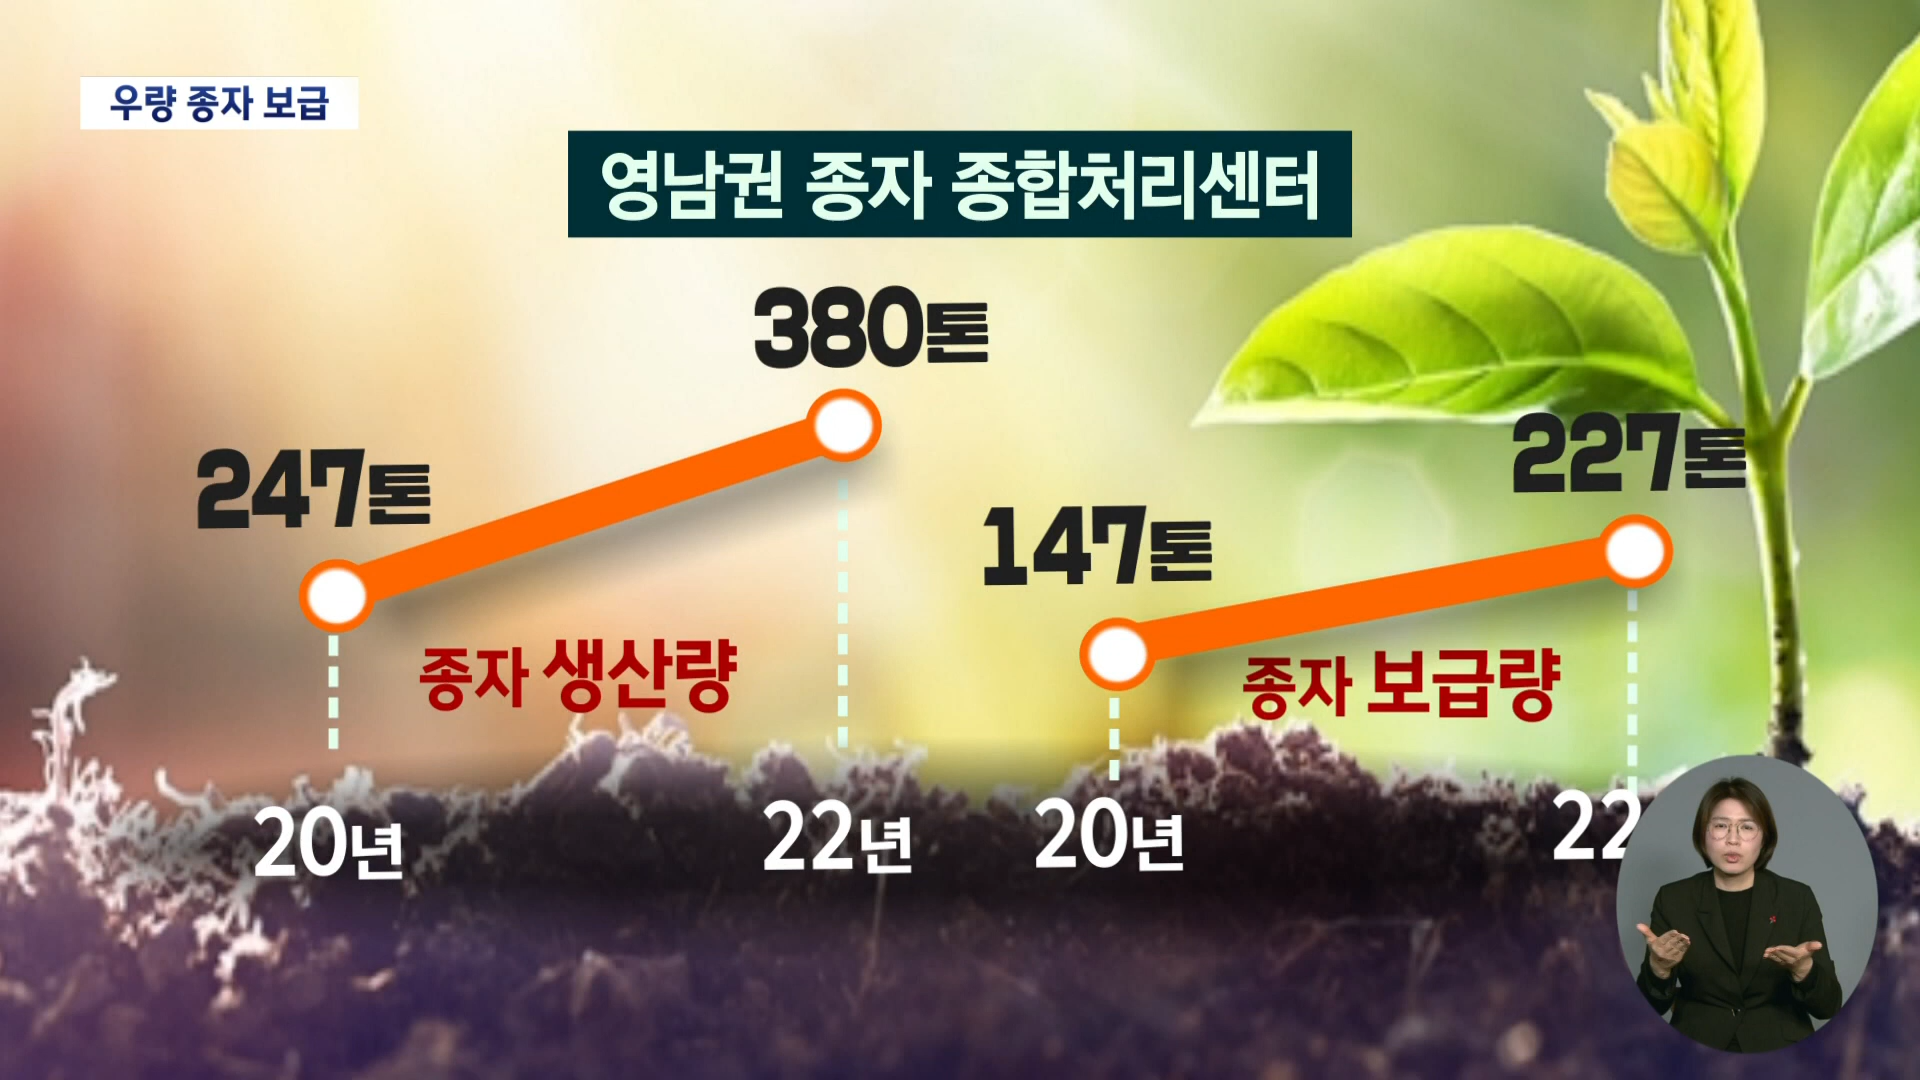 우량 종자 보급
영남권 종자 종합처리센터
380톤
247톤
227톤
147톤
종자 생산량
종자 보급량
20년
22년
20년
22